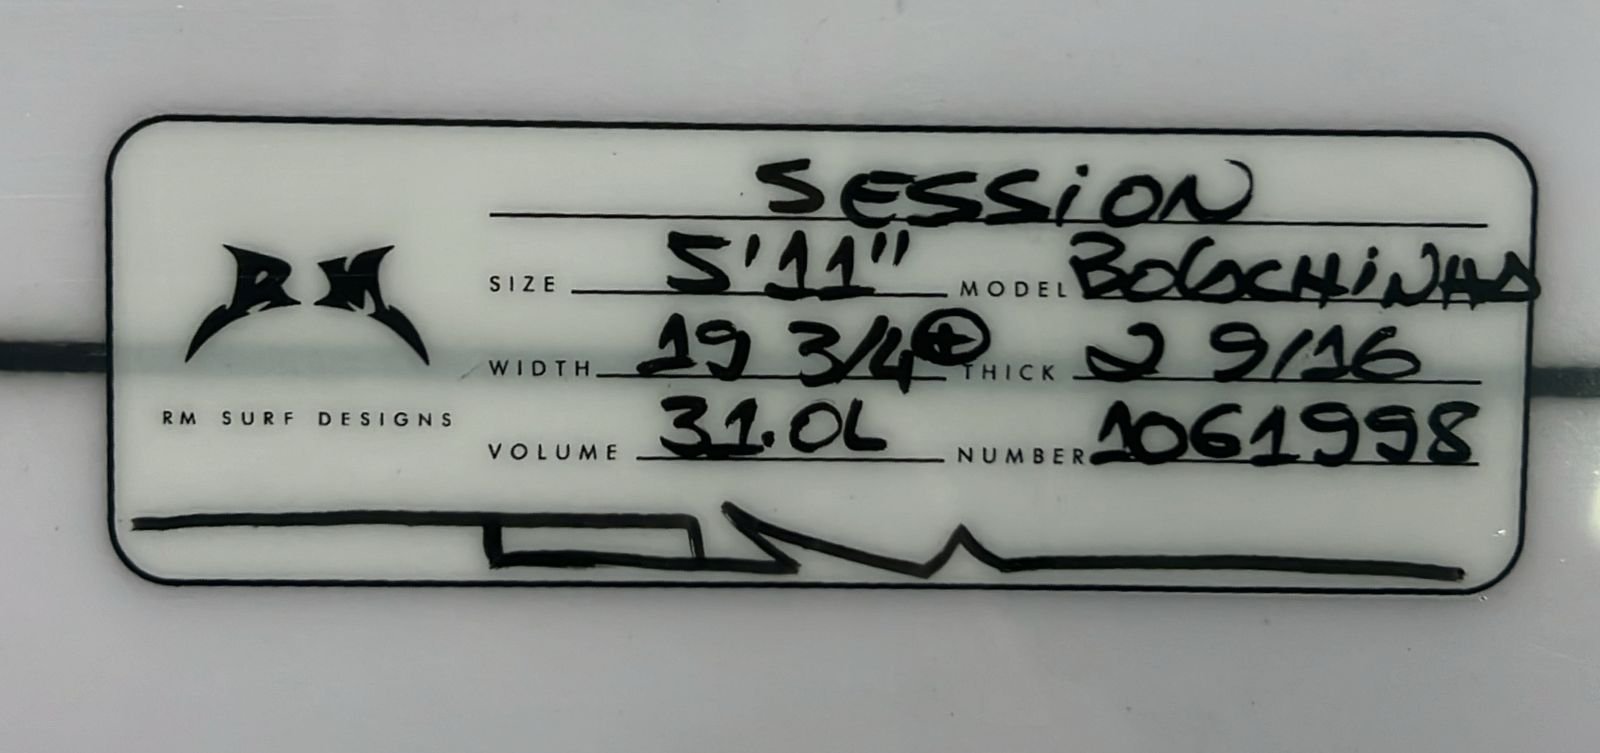 SESSiON
SIZE 5'11" MODEL BOLACHiNHA
RM
WIDTH 19 3/4 + THICK 2 9/16
RM SURF DESIGNS
VOLUME 31.0L NUMBER 1061998